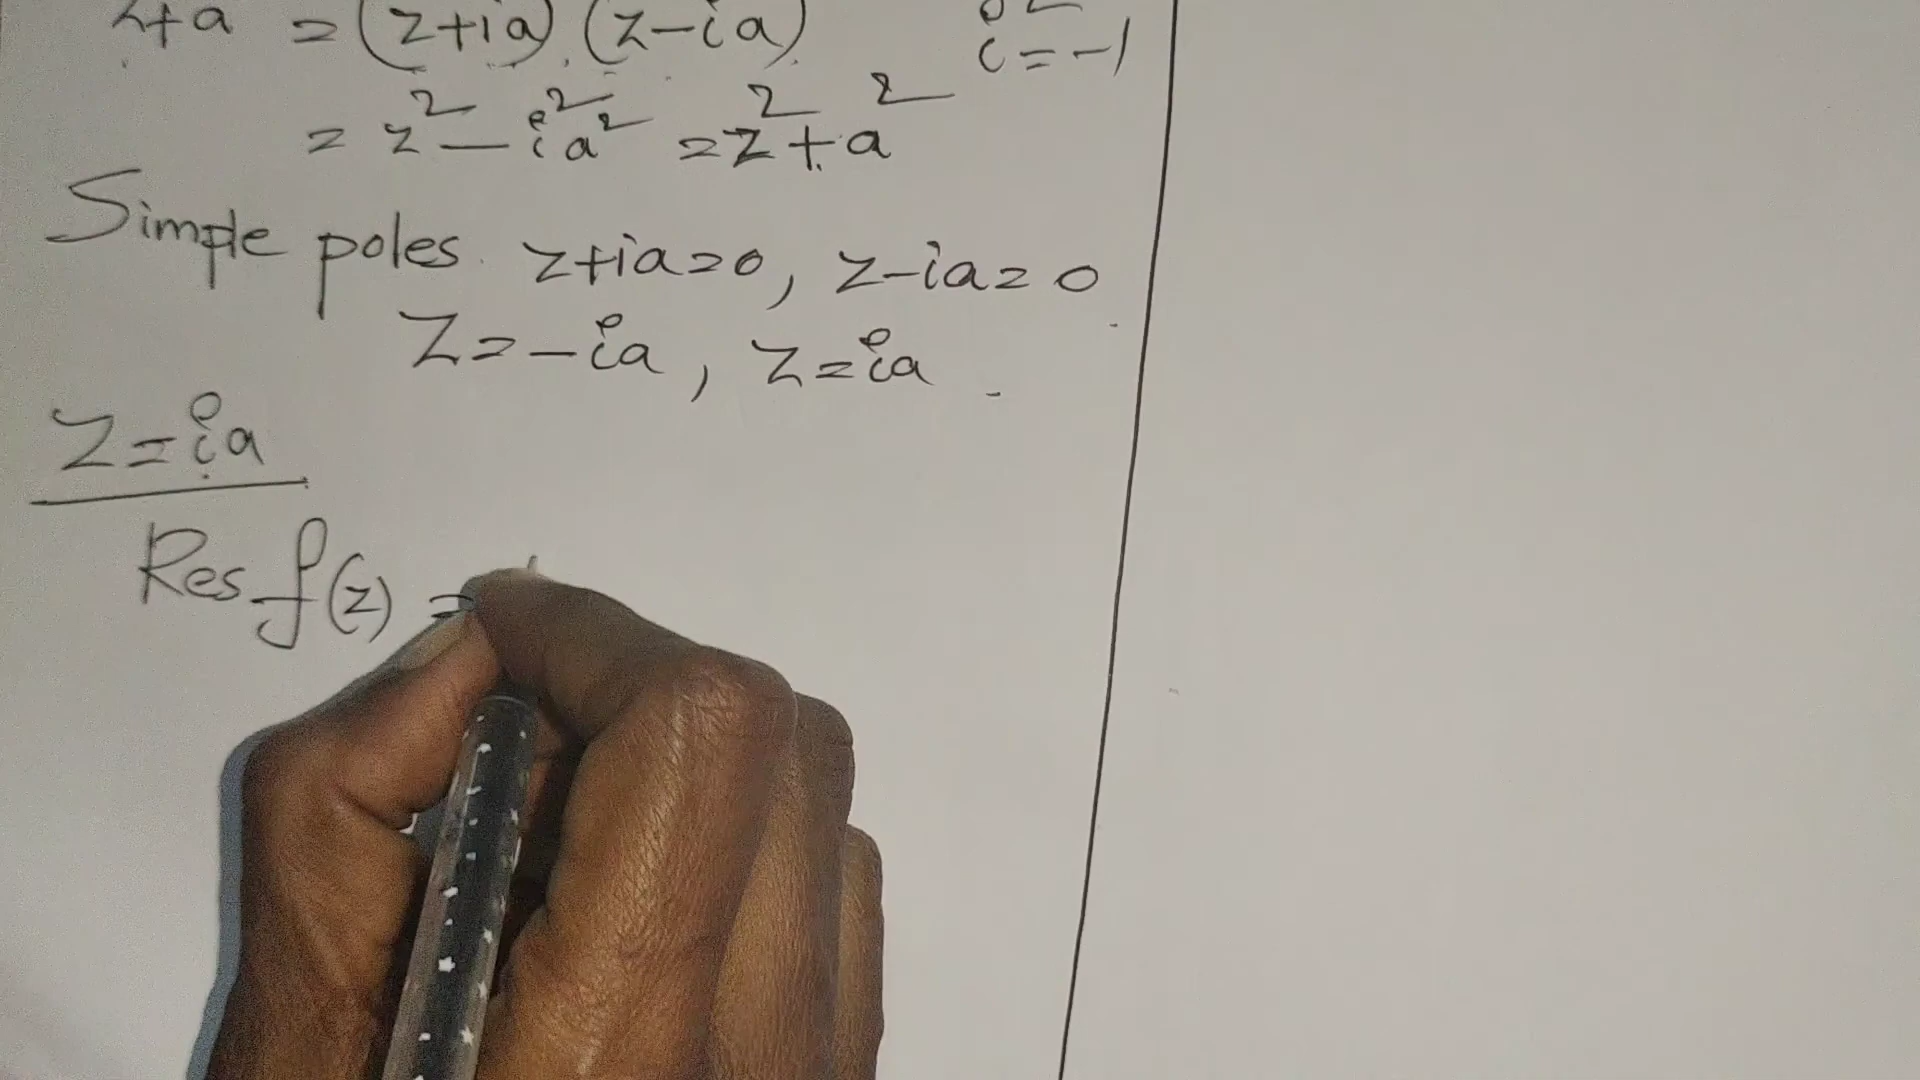 z+a = (z+ia) (z-ia) i²=-1
= z² - i²a² = z²+a²
Simple poles z+ia=0, z-ia=0
z=-ia, z=ia
z=ia
Res f(z) =